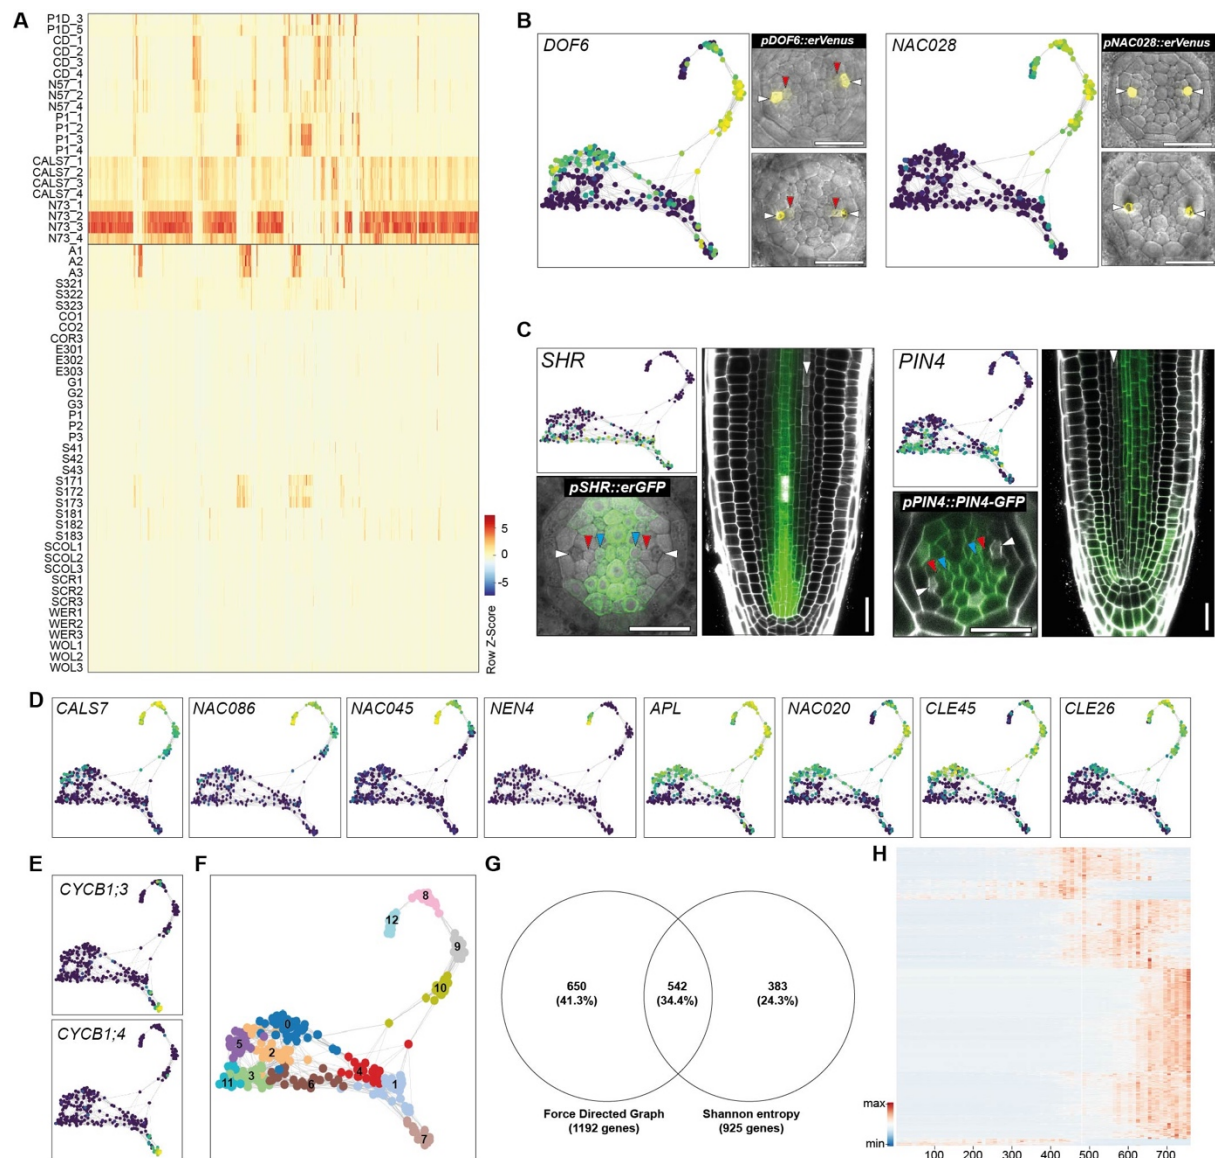 A
P1D_3
P1D_5
CD_1
CD_2
CD_3
CD_4
N57_1
N57_2
N57_4
P1_1
P1_2
P1_3
P1_4
CALS7_1
CALS7_2
CALS7_3
CALS7_4
N73_1
N73_2
N73_3
N73_4
A1
A2
A3
S321
S322
S323
CO1
CO2
COR3
E301
E302
E303
G1
G2
G3
P1
P2
P3
S41
S42
S43
S171
S172
S173
S181
S182
S183
SCOL1
SCOL2
SCOL3
SCR1
SCR2
SCR3
WER1
WER2
WER3
WOL1
WOL2
WOL3
5
0
-5
Row Z-Score
B
DOF6
pDOF6::erVenus
NAC028
pNAC028::erVenus
C
SHR
pSHR::erGFP
PIN4
pPIN4::PIN4-GFP
D
CALS7
NAC086
NAC045
NEN4
APL
NAC020
CLE45
CLE26
E
CYCB1;3
CYCB1;4
F
8
12
9
10
0
5
2
4
11
3
6
1
7
G
650
(41.3%)
542
(34.4%)
383
(24.3%)
Force Directed Graph
(1192 genes)
Shannon entropy
(925 genes)
H
max
min
100 200 300 400 500 600 700